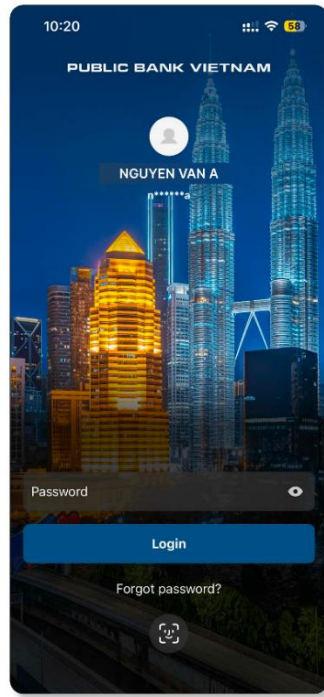 10:20
58
PUBLIC BANK VIETNAM
NGUYEN VAN A
n******a
Password
Login
Forgot password?